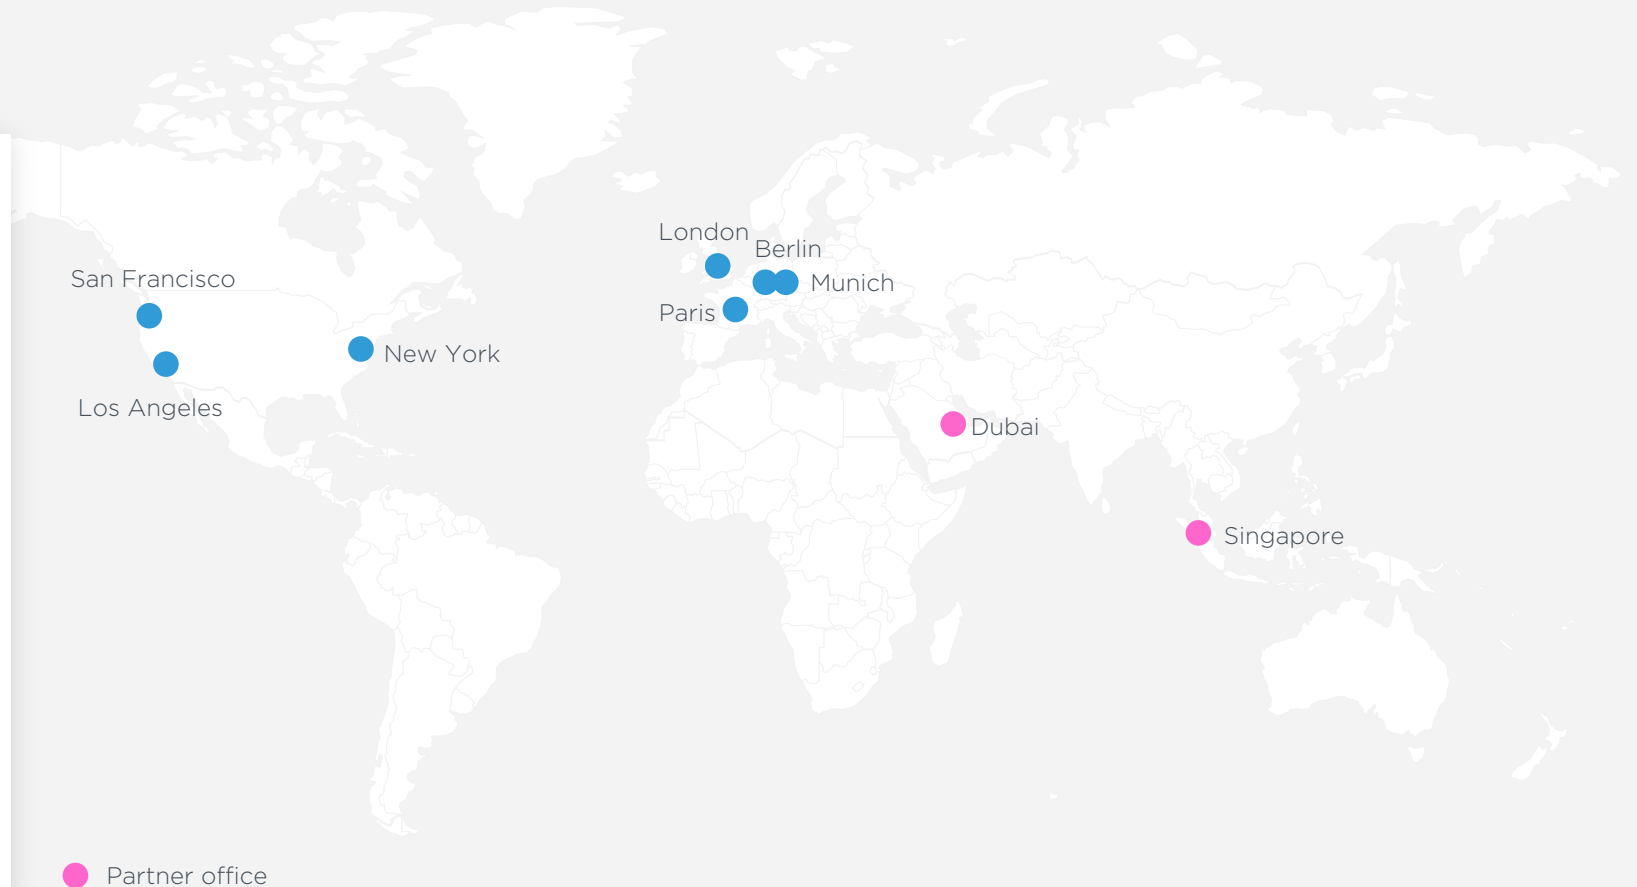 London
Berlin
San Francisco
Munich
Paris
New York
Los Angeles
Dubai
Singapore
Partner office